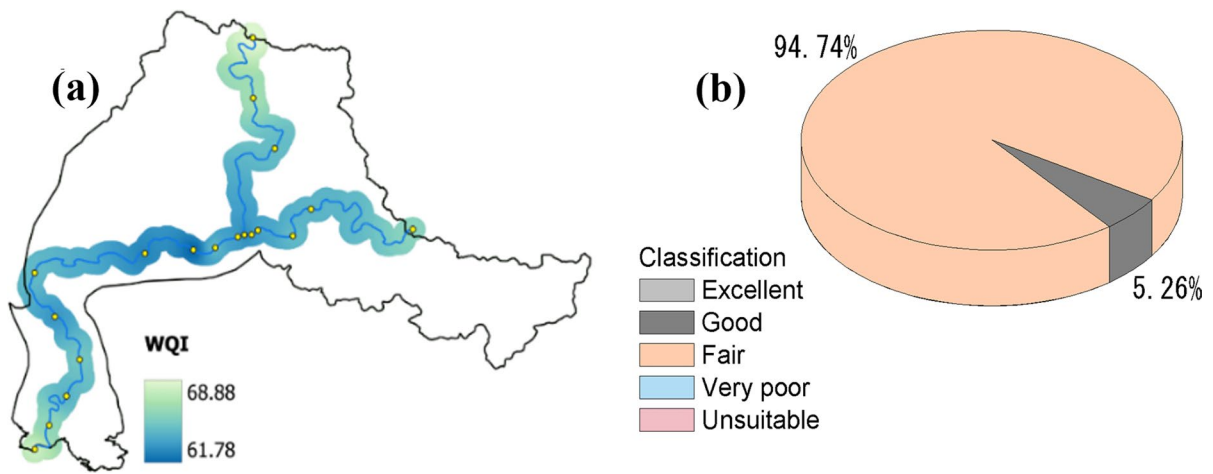 (a)
WQI
68.88
61.78
(b)
94.74%
5.26%
Classification
Excellent
Good
Fair
Very poor
Unsuitable